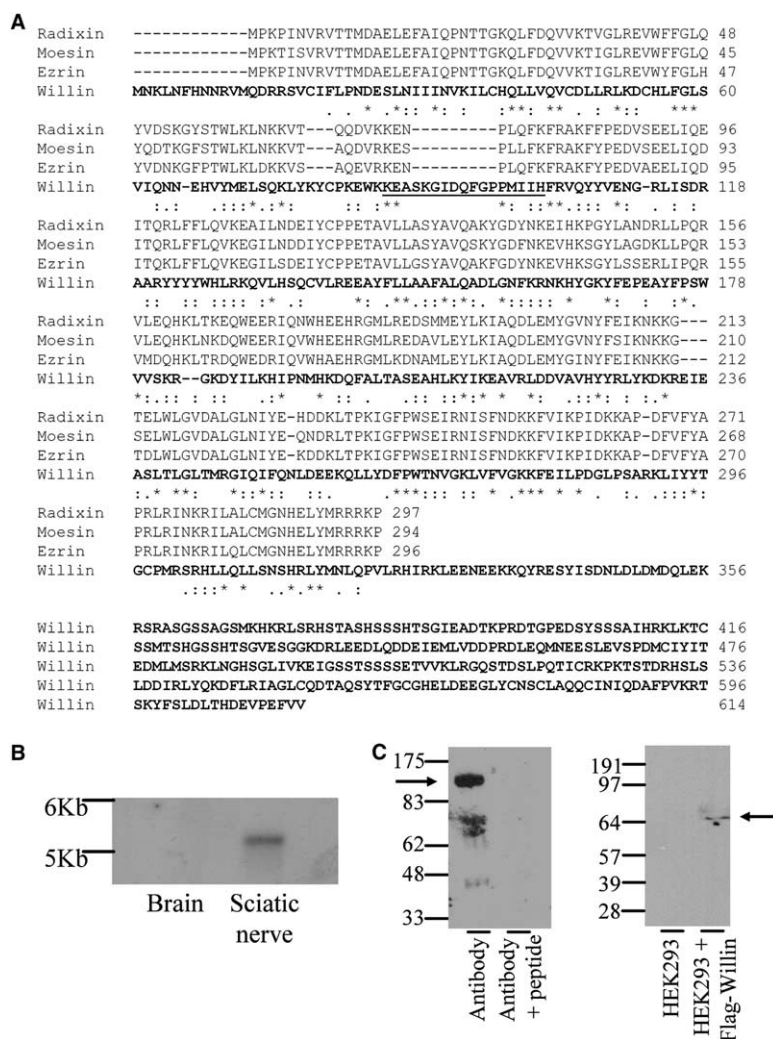 A
Radixin ------------MPKPINVRVTTMDAELEFAIQPNTTGKQLFDQVVKTVGLREVWFFGLQ 48
Moesin ------------MPKTISVRVTTMDAELEFAIQPNTTGKQLFDQVVKTIGLREVWFFGLQ 45
Ezrin ------------MPKPINVRVTTMDAELEFAIQPNTTGKQLFDQVVKTIGLREVWYFGLH 47
Willin MNKLNFHNNRVMQDRRSVCIFLPNDESLNIIINVKILCHQLLVQVCDLLRLKDCHLFGLS 60
Radixin YVDSKGYSTWLKLNKKVT---QQDVKKEN---------PLQFKFRAKFFPEDVSEELIQE 96
Moesin YQDTKGFSTWLKLNKKVT---AQDVRKES---------PLLFKFRAKFYPEDVSEELIQD 93
Ezrin YVDNKGFPTWLKLDKKVS---AQEVRKES---------PLLFKFRAKFYPEDVAEELIQD 95
Willin VIQNN-EHVYMELSQKLYKYCPKEWKKEASKGIDQFGPPMIIHFRVQYYVENG-RLISDR 118
Radixin ITQRLFFLQVKEAILNDEIYCPPETAVLLASYAVQAKYGDYNKEIHKPGYLANDRLLPQR 156
Moesin ITQRLFFLQVKEGILNDDIYCPPETAVLLASYAVQSKYGDYNKEVHKSGYLAGDKLLPQR 153
Ezrin ITQKLFFLQVKEGILSDEIYCPPETAVLLGSYAVQAKFGDYNKEVHKSGYLSSERLIPQR 155
Willin AARYYYYWHLRKQVLHSQCVLREEAYFLLAAFALQADLGNFKRNKHYGKYFEPEAYFPSW 178
Radixin VLEQHKLTKEQWEERIQNWHEEHRGMLREDSMMEYLKIAQDLEMYGVNYFEIKNKKG--- 213
Moesin VLEQHKLNKDQWEERIQVWHEEHRGMLREDAVLEYLKIAQDLEMYGVNYFSIKNKKG--- 210
Ezrin VMDQHKLTRDQWEDRIQVWHAEHRGMLKDNAMLEYLKIAQDLEMYGINYFEIKNKKG--- 212
Willin VVSKR--GKDYILKHIPNMHKDQFALTASEAHLKYIKEAVRLDDVAVHYYRLYKDKREIE 236
Radixin TELWLGVDALGLNIYE-HDDKLTPKIGFPWSEIRNISFNDKKFVIKPIDKKAP-DFVFYA 271
Moesin SELWLGVDALGLNIYE-QNDRLTPKIGFPWSEIRNISFNDKKFVIKPIDKKAP-DFVFYA 268
Ezrin TDLWLGVDALGLNIYE-KDDKLTPKIGFPWSEIRNISFNDKKFVIKPIDKKAP-DFVFYA 270
Willin ASLTLGLTMRGIQIFQNLDEEKQLLYDFPWTNVGKLVFVGKKFEILPDGLPSARKLIYYT 296
Radixin PRLRINKRILALCMGNHELYMRRRKP 297
Moesin PRLRINKRILALCMGNHELYMRRRKP 294
Ezrin PRLRINKRILQLCMGNHELYMRRRKP 296
Willin GCPMRSRHLLQLLSNSHRLYMNLQPVLRHIRKLEENEEKKQYRESYISDNLDLDMDQLEK 356
Willin RSRASGSSAGSMKHKRLSRHSTASHSSSHTSGIEADTKPRDTGPEDSYSSSAIHRKLKTC 416
Willin SSMTSHGSSHTSGVESGGKDRLEEDLQDDEIEMLVDDPRDLEQMNEESLEVSPDMCIYIT 476
Willin EDMLMSRKLNGHSGLIVKEIGSSTSSSSETVVKLRGQSTDSLPQTICRKPKTSTDRHSLS 536
Willin LDDIRLYQKDFLRIAGLCQDTAQSYTFGCGHELDEEGLYCNSCLAQQCINIQDAFPVKRT 596
Willin SKYFSLDLTHDEVPEFVV 614
B
6Kb
5Kb
Brain Sciatic
nerve
C
175
83
62
48
33
Antibody
Antibody
+ peptide
191
97
64
57
39
28
HEK293
HEK293 +
Flag-Willin